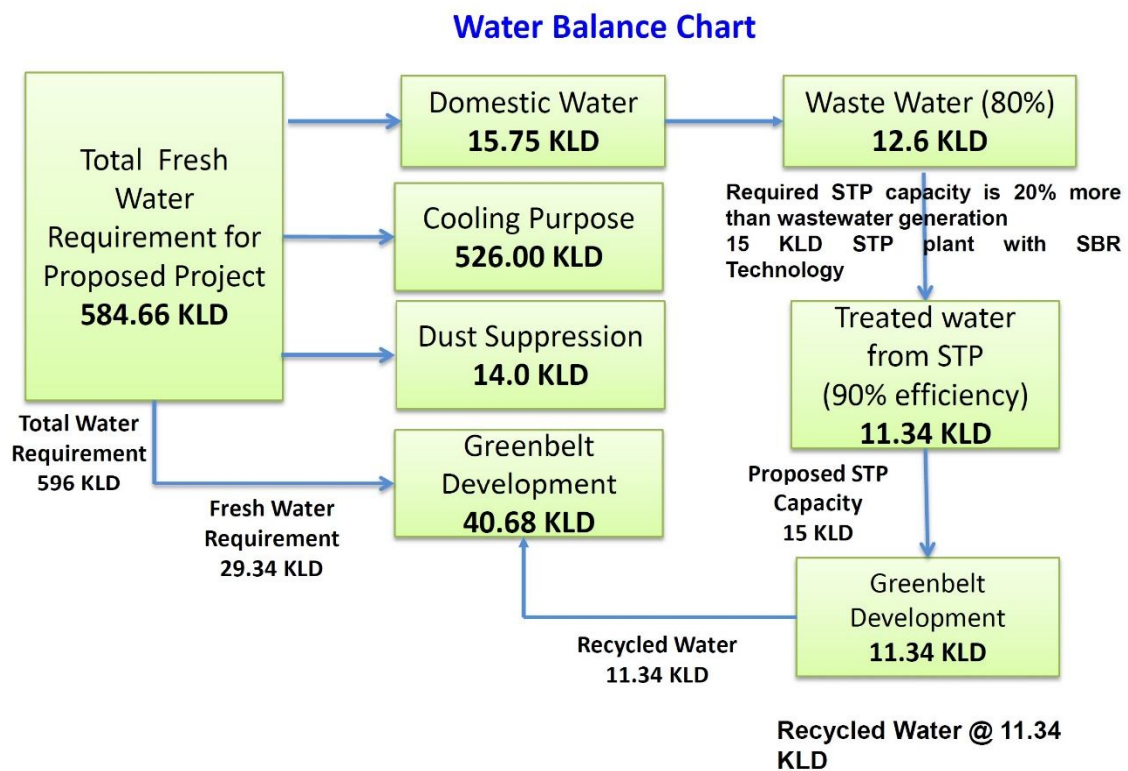 Water Balance Chart
Total Fresh
Water
Requirement for
Proposed Project
584.66 KLD
Domestic Water
15.75 KLD
Waste Water (80%)
12.6 KLD
Required STP capacity is 20% more
than wastewater generation
15 KLD STP plant with SBR
Technology
Cooling Purpose
526.00 KLD
Dust Suppression
14.0 KLD
Treated water
from STP
(90% efficiency)
11.34 KLD
Total Water
Requirement
596 KLD
Fresh Water
Requirement
29.34 KLD
Greenbelt
Development
40.68 KLD
Proposed STP
Capacity
15 KLD
Greenbelt
Development
11.34 KLD
Recycled Water
11.34 KLD
Recycled Water @ 11.34
KLD